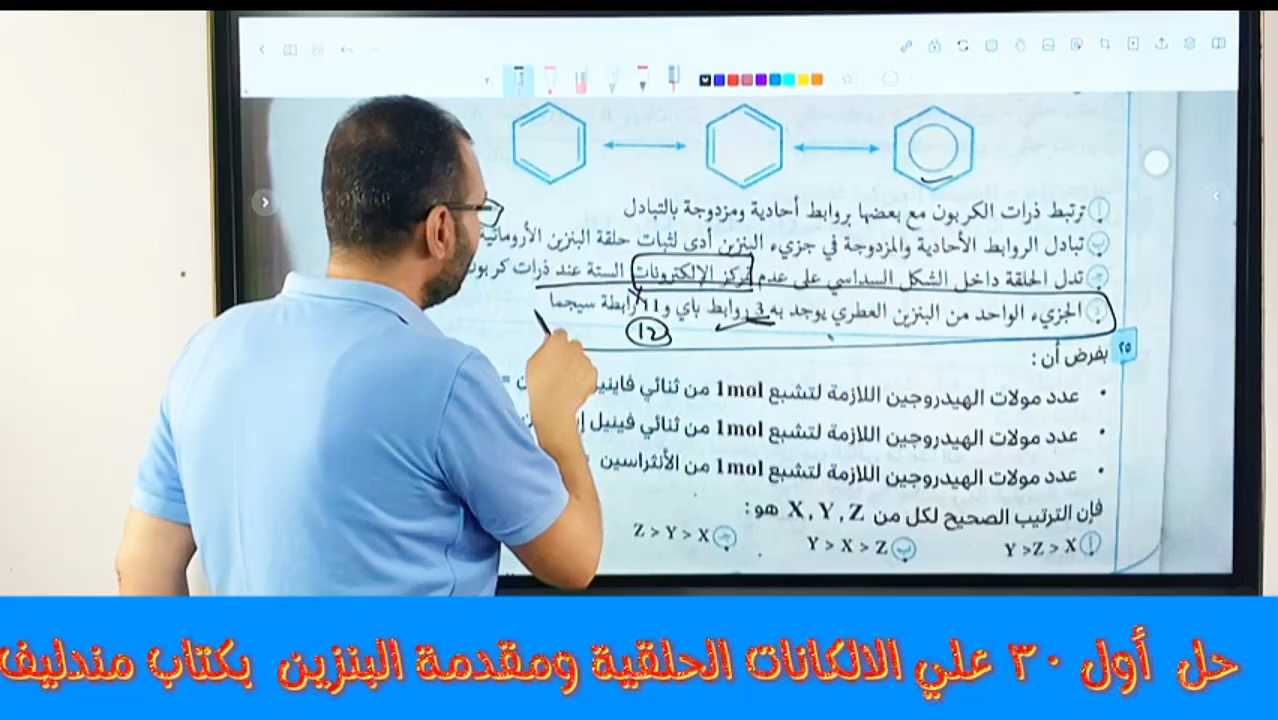 أ ترتبط ذرات الكربون مع بعضها بروابط أحادية ومزدوجة بالتبادل
ب تبادل الروابط الأحادية والمزدوجة في جزيء البنزين أدى لثبات حلقة البنزين الأروماتية
ج تدل الحلقة داخل الشكل السداسي على عدم تمركز الإلكترونات الستة عند ذرات كربون
د الجزيء الواحد من البنزين العطري يوجد به 3 روابط باي و 11 رابطة سيجما
12
٢٥ بفرض أن :
• عدد مولات الهيدروجين اللازمة لتشبع 1mol من ثنائي =
• عدد مولات الهيدروجين اللازمة لتشبع 1mol من ثنائي فينيل
• عدد مولات الهيدروجين اللازمة لتشبع 1mol من الأنثراسين =
فإن الترتيب الصحيح لكل من X , Y , Z هو :
أ Y >Z > X ب Y > X > Z ج Z > Y > X
حل أول ٣٠ علي الالكانات الحلقية ومقدمة البنزين بكتاب مندليف